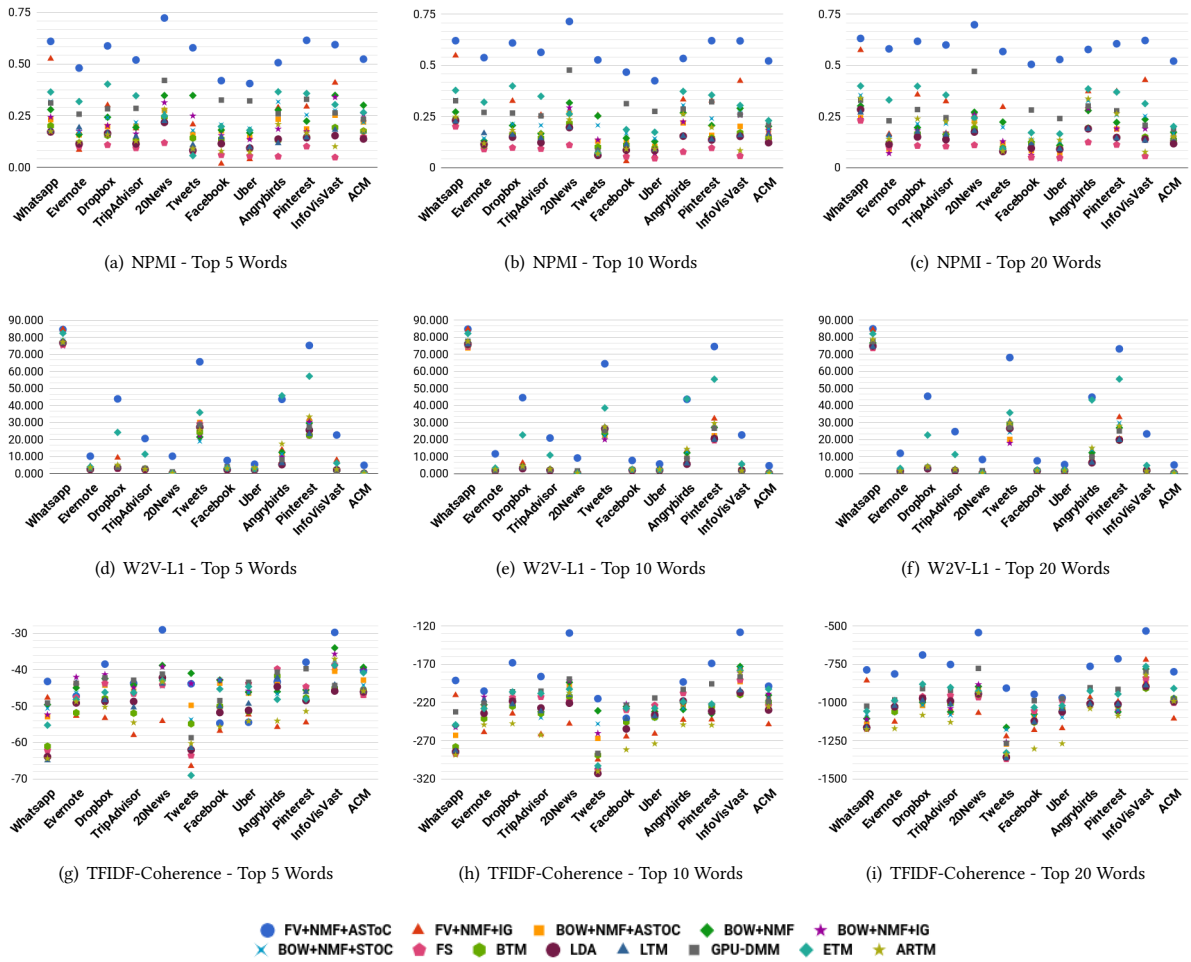 0.75
0.50
0.25
0.00
Whatsapp
Evernote
Dropbox
TripAdvisor
20News
Tweets
Facebook
Uber
Angrybirds
Pinterest
InfoVisVast
ACM
(a) NPMI - Top 5 Words
0.75
0.5
0.25
0
Whatsapp
Evernote
Dropbox
TripAdvisor
20News
Tweets
Facebook
Uber
Angrybirds
Pinterest
InfoVisVast
ACM
(b) NPMI - Top 10 Words
0.75
0.5
0.25
0
Whatsapp
Evernote
Dropbox
TripAdvisor
20News
Tweets
Facebook
Uber
Angrybirds
Pinterest
InfoVisVast
ACM
(c) NPMI - Top 20 Words
90.000
80.000
70.000
60.000
50.000
40.000
30.000
20.000
10.000
0.000
Whatsapp
Evernote
Dropbox
TripAdvisor
20News
Tweets
Facebook
Uber
Angrybirds
Pinterest
InfoVisVast
ACM
(d) W2V-L1 - Top 5 Words
90.000
80.000
70.000
60.000
50.000
40.000
30.000
20.000
10.000
0.000
Whatsapp
Evernote
Dropbox
TripAdvisor
20News
Tweets
Facebook
Uber
Angrybirds
Pinterest
InfoVisVast
ACM
(e) W2V-L1 - Top 10 Words
90.000
80.000
70.000
60.000
50.000
40.000
30.000
20.000
10.000
0.000
Whatsapp
Evernote
Dropbox
TripAdvisor
20News
Tweets
Facebook
Uber
Angrybirds
Pinterest
InfoVisVast
ACM
(f) W2V-L1 - Top 20 Words
-30
-40
-50
-60
-70
Whatsapp
Evernote
Dropbox
TripAdvisor
20News
Tweets
Facebook
Uber
Angrybirds
Pinterest
InfoVisVast
ACM
(g) TFIDF-Coherence - Top 5 Words
-120
-170
-220
-270
-320
Whatsapp
Evernote
Dropbox
TripAdvisor
20News
Tweets
Facebook
Uber
Angrybirds
Pinterest
InfoVisVast
ACM
(h) TFIDF-Coherence - Top 10 Words
-500
-750
-1000
-1250
-1500
Whatsapp
Evernote
Dropbox
TripAdvisor
20News
Tweets
Facebook
Uber
Angrybirds
Pinterest
InfoVisVast
ACM
(i) TFIDF-Coherence - Top 20 Words
FV+NMF+ASToC FV+NMF+IG BOW+NMF+ASTOC BOW+NMF BOW+NMF+IG
BOW+NMF+STOC FS BTM LDA LTM GPU-DMM ETM ARTM